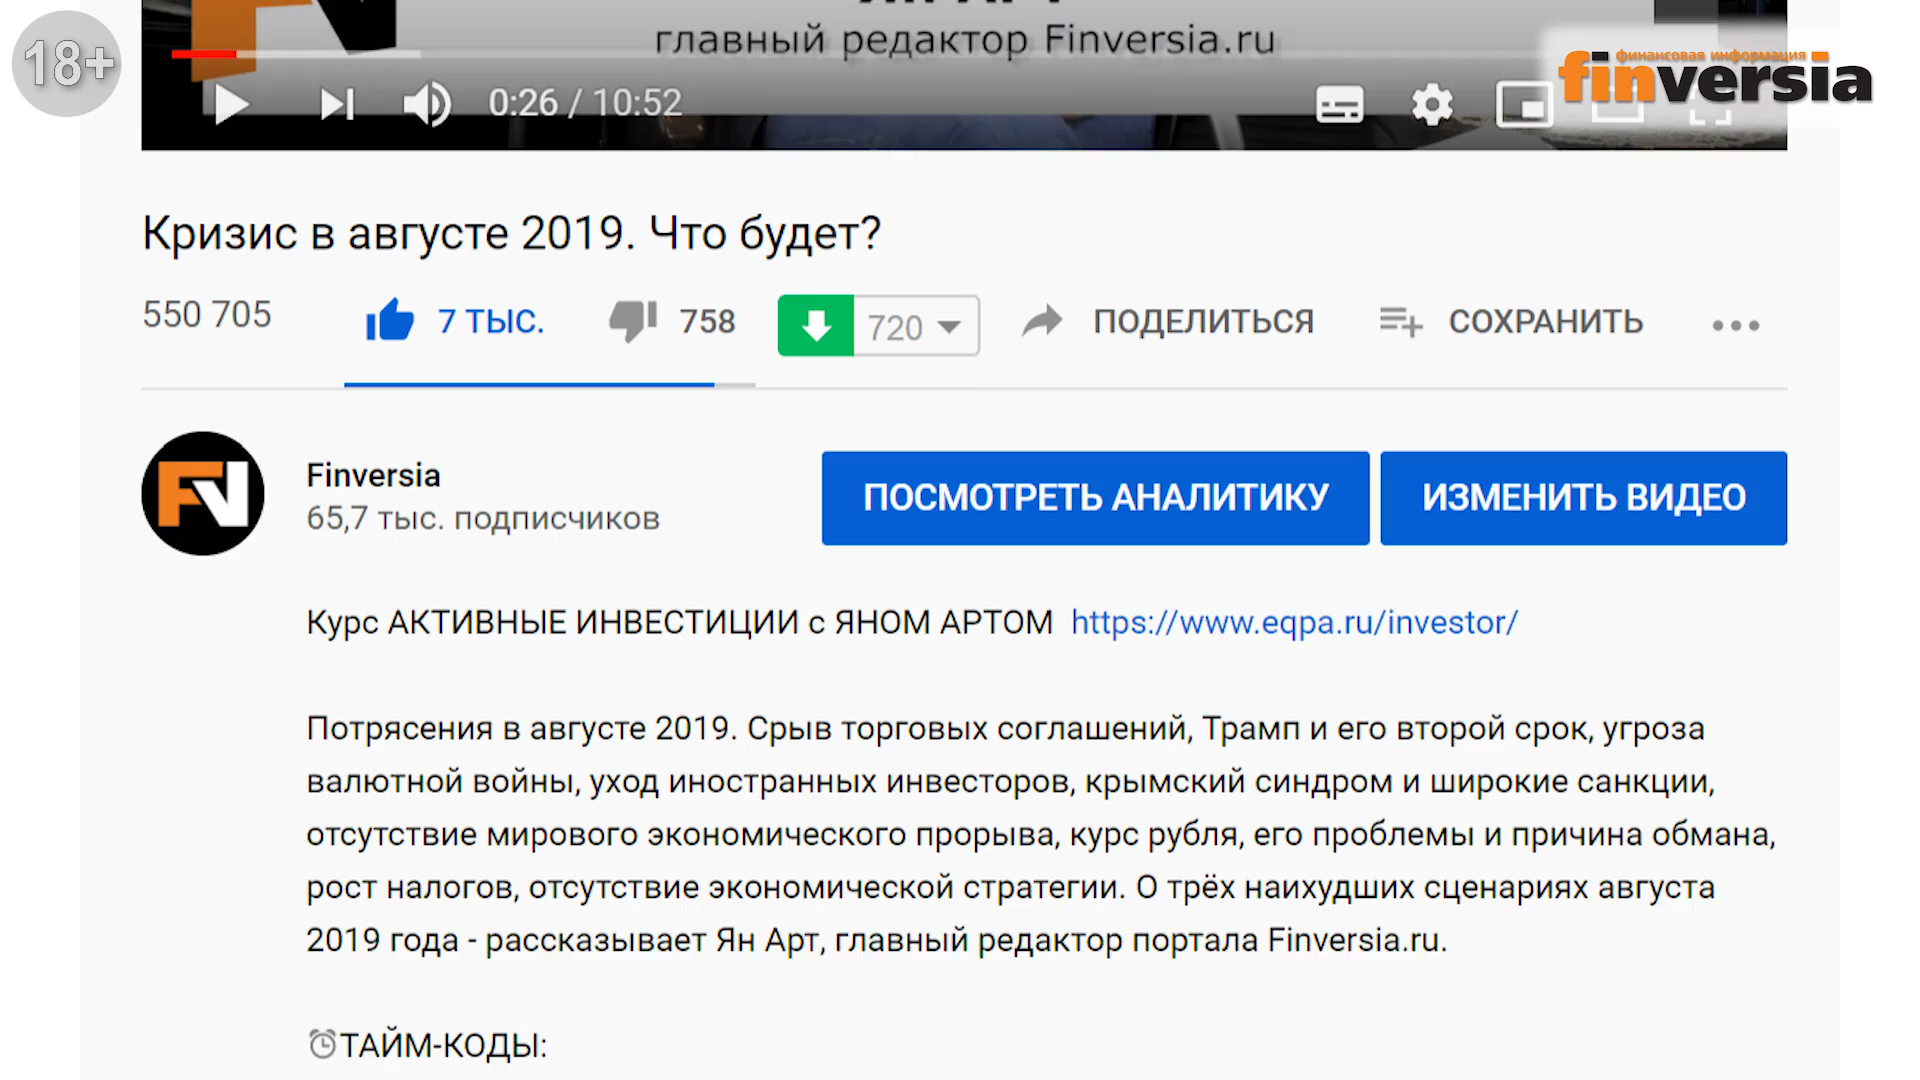 18+
главный редактор Finversia.ru
финансовая информация
finversia
0:26 / 10:52
Кризис в августе 2019. Что будет?
550 705
7 ТЫС.
758
720
ПОДЕЛИТЬСЯ
СОХРАНИТЬ
FV
Finversia
65,7 тыс. подписчиков
ПОСМОТРЕТЬ АНАЛИТИКУ
ИЗМЕНИТЬ ВИДЕО
Курс АКТИВНЫЕ ИНВЕСТИЦИИ с ЯНОМ АРТОМ https://www.eqpa.ru/investor/
Потрясения в августе 2019. Срыв торговых соглашений, Трамп и его второй срок, угроза
валютной войны, уход иностранных инвесторов, крымский синдром и широкие санкции,
отсутствие мирового экономического прорыва, курс рубля, его проблемы и причина обмана,
рост налогов, отсутствие экономической стратегии. О трёх наихудших сценариях августа
2019 года - рассказывает Ян Арт, главный редактор портала Finversia.ru.
ТАЙМ-КОДЫ: